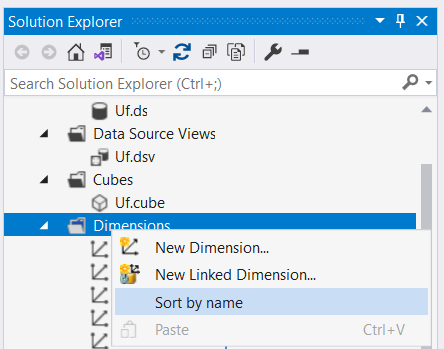 Solution Explorer
Search Solution Explorer (Ctrl+;)
Uf.ds
Data Source Views
Uf.dsv
Cubes
Uf.cube
Dimensions
New Dimension...
New Linked Dimension...
Sort by name
Paste Ctrl+V